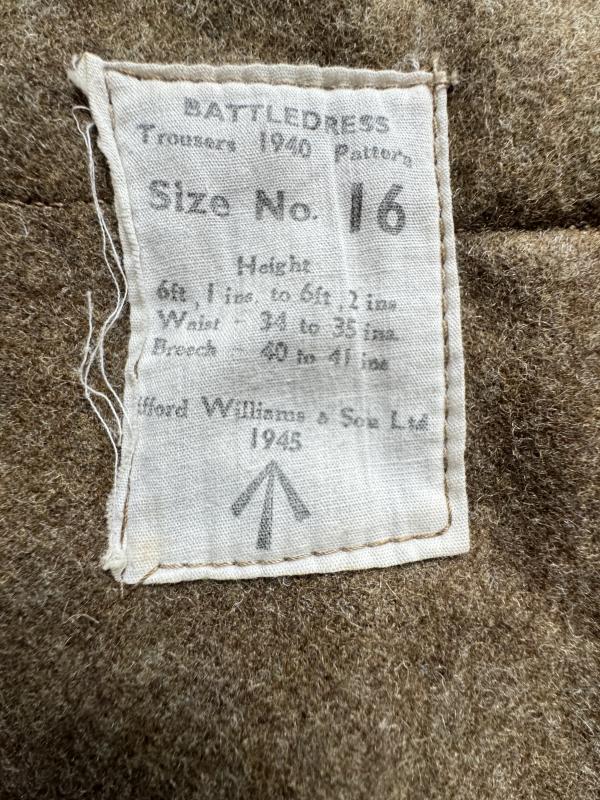 BATTLEDRESS
Trousers 1940 Pattern
Size No. 16
Height
6ft., 1 ins. to 6ft., 2 ins
Waist - 34 to 35 ins.
Breech - 40 to 41 ins
fford Williams & Son Ltd.
1945